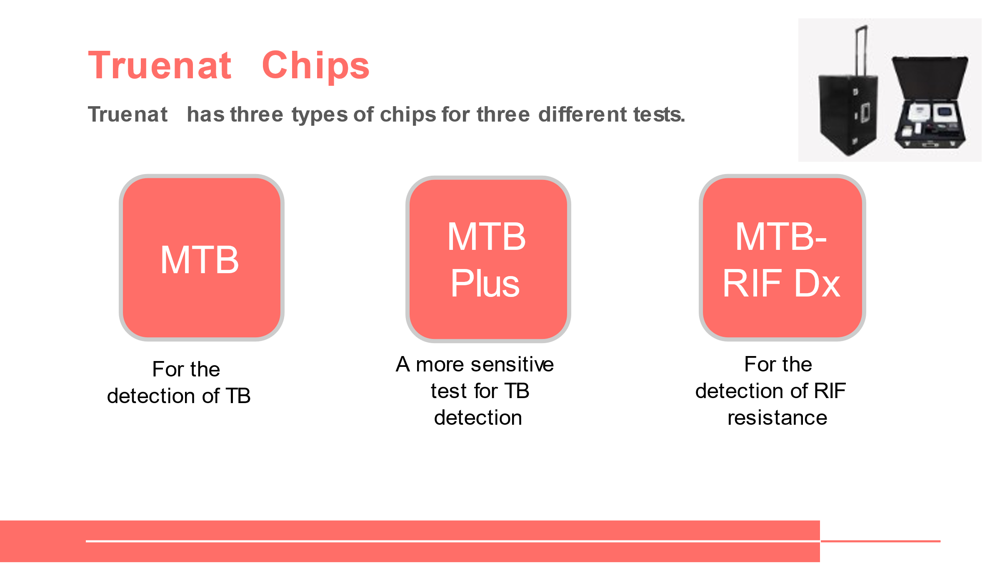 Truenat Chips
Truenat has three types of chips for three different tests.
MTB
For the
detection of TB
MTB
Plus
A more sensitive
test for TB
detection
MTB-
RIF Dx
For the
detection of RIF
resistance